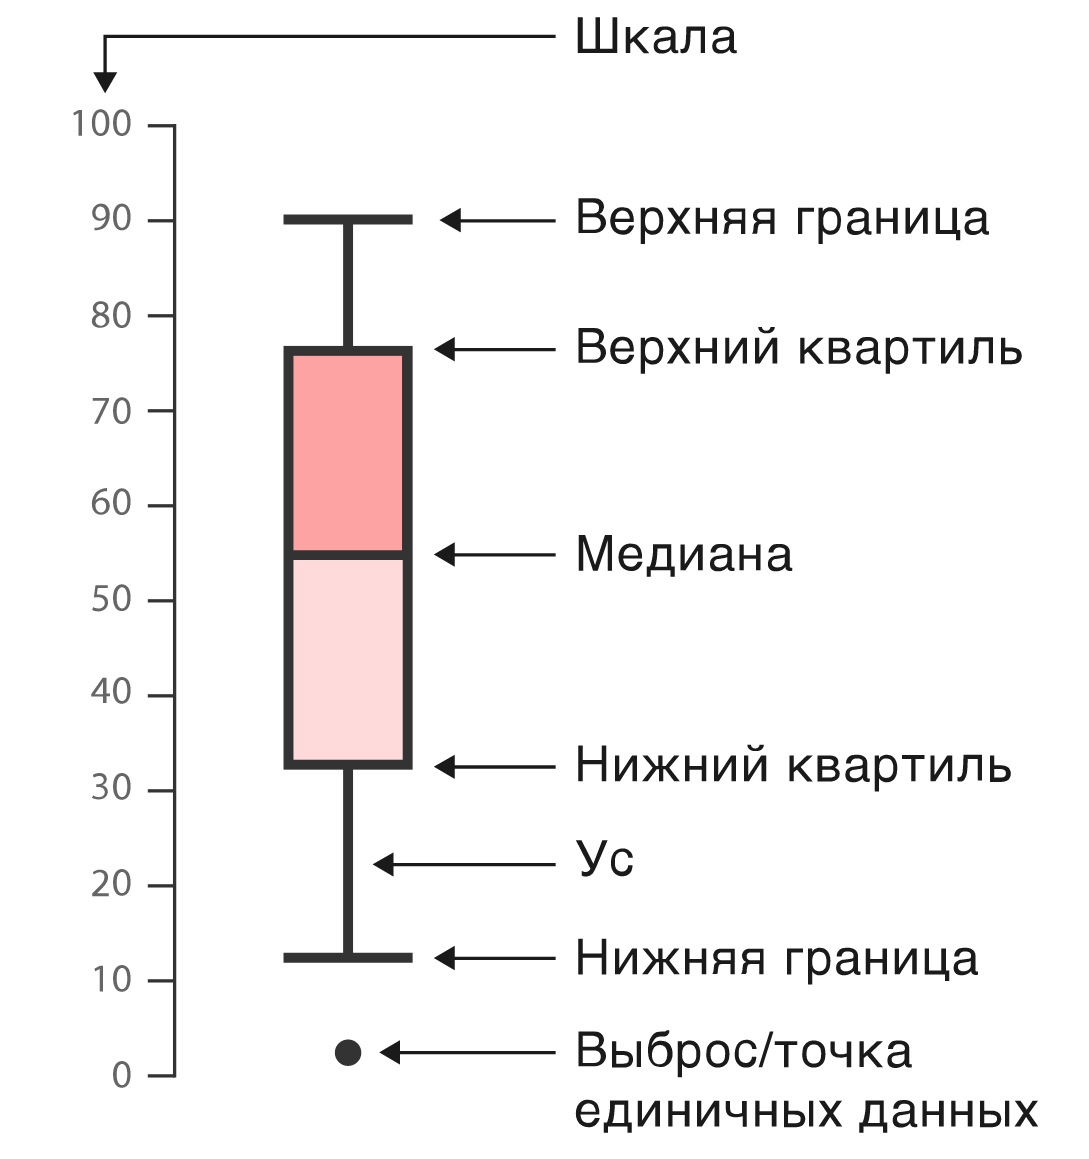 Шкала
100
90
Верхняя граница
80
Верхний квартиль
70
60
Медиана
50
40
Нижний квартиль
30
Ус
20
Нижняя граница
10
Выброс/точка
единичных данных
0